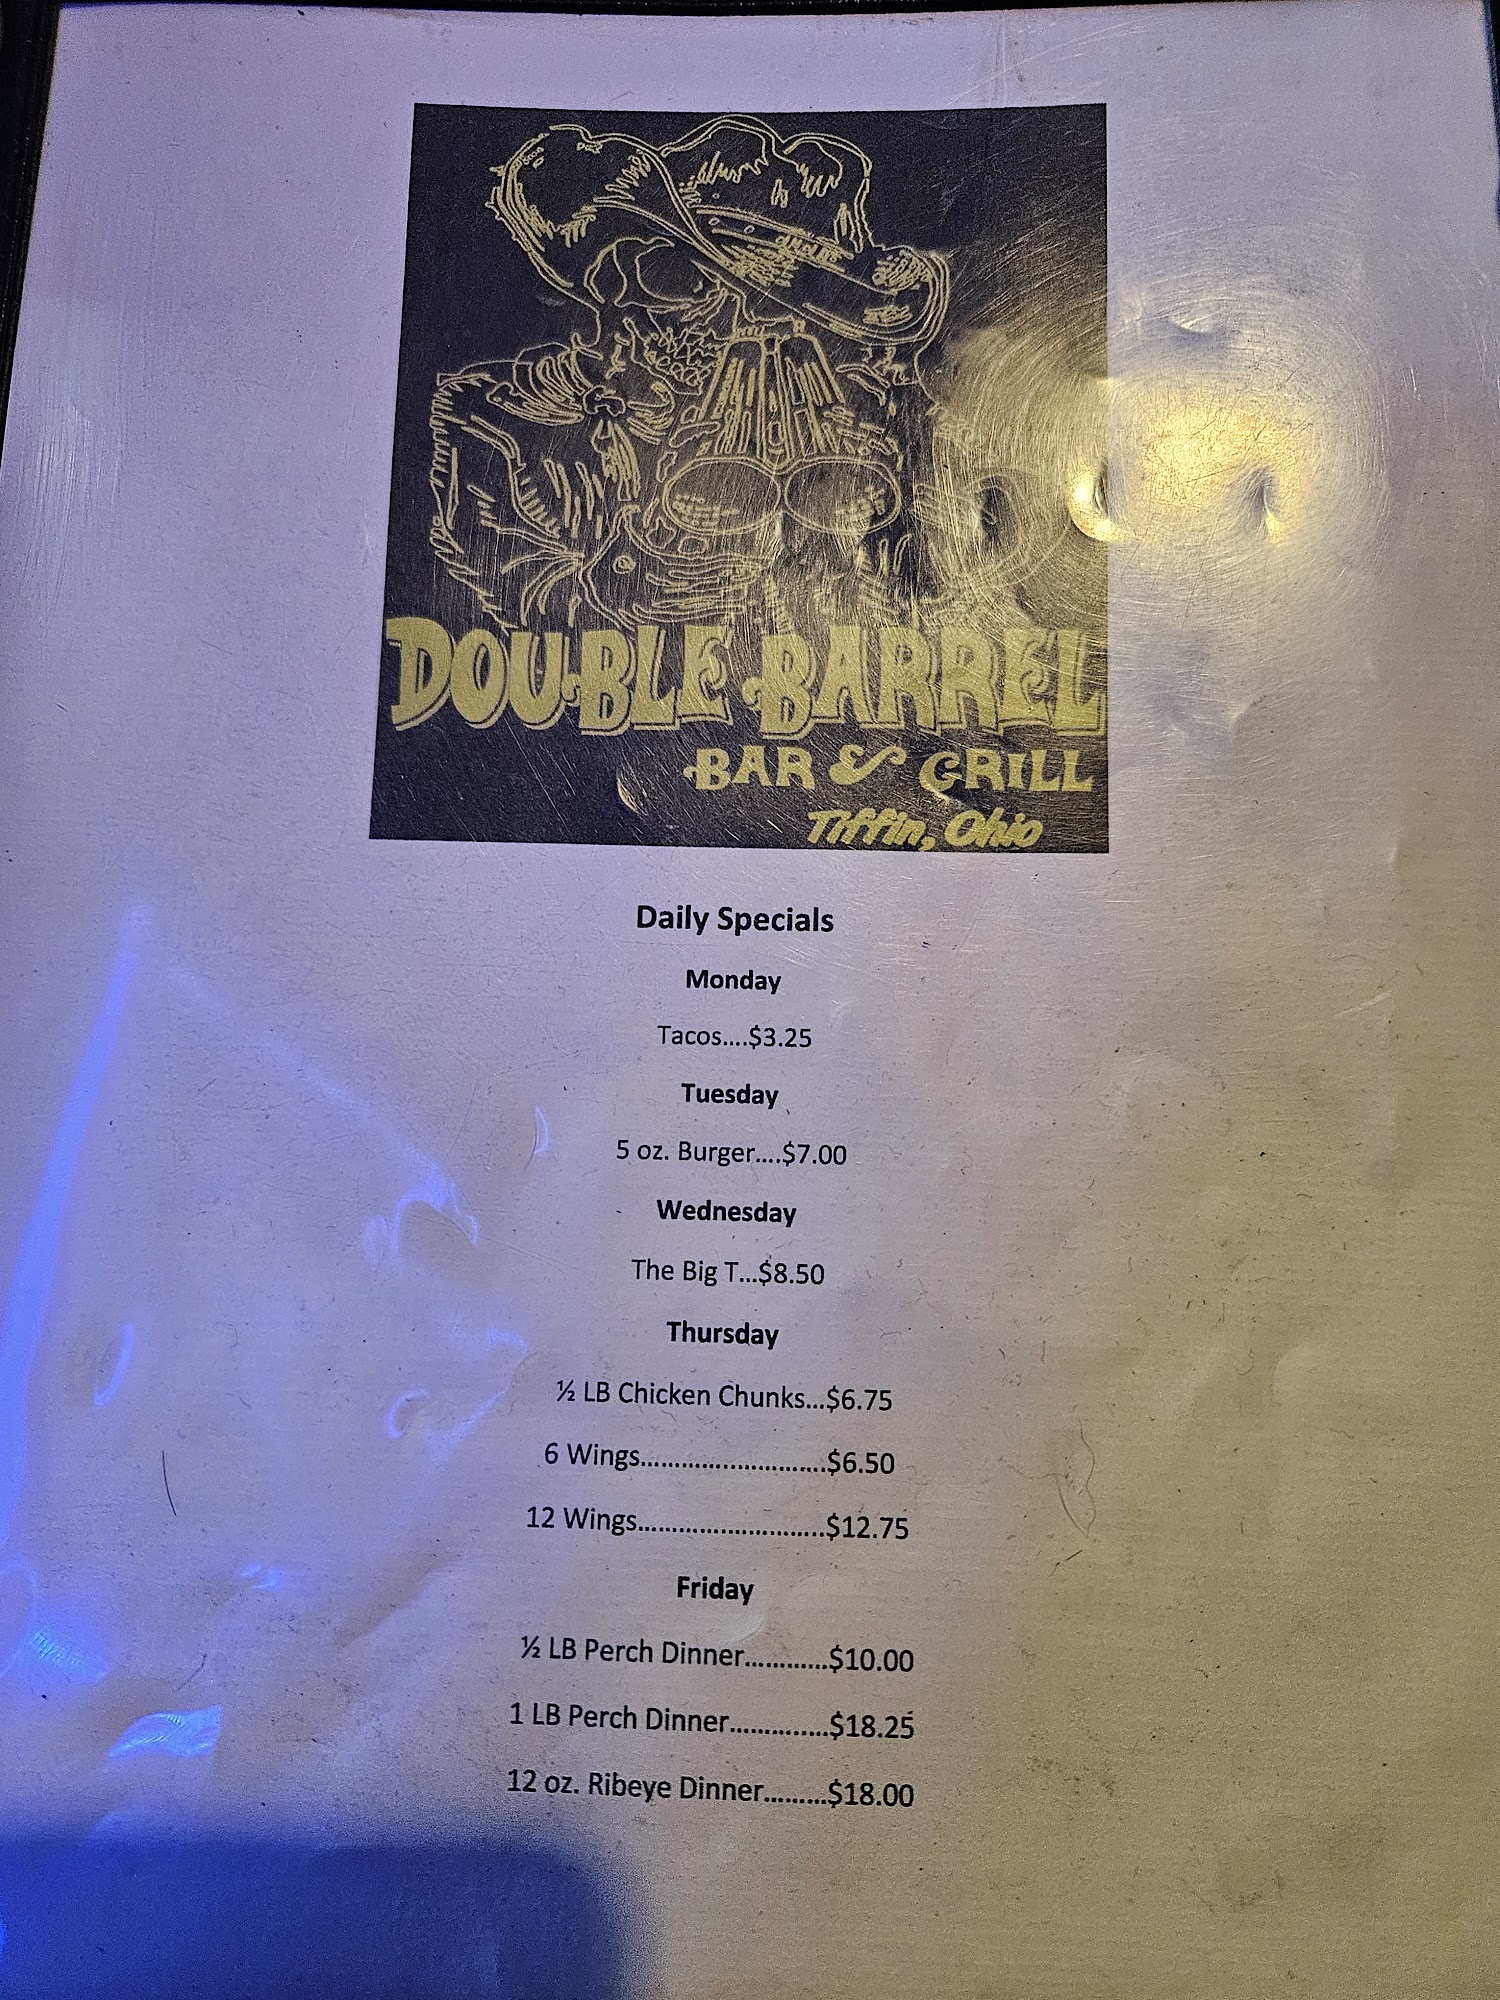 DOUBLE BARREL
BAR & GRILL
Tiffin, Ohio
Daily Specials
Monday
Tacos....$3.25
Tuesday
5 oz. Burger....$7.00
Wednesday
The Big T...$8.50
Thursday
½ LB Chicken Chunks...$6.75
6 Wings...........................$6.50
12 Wings...........................$12.75
Friday
½ LB Perch Dinner............$10.00
1 LB Perch Dinner..............$18.25
12 oz. Ribeye Dinner.........$18.00